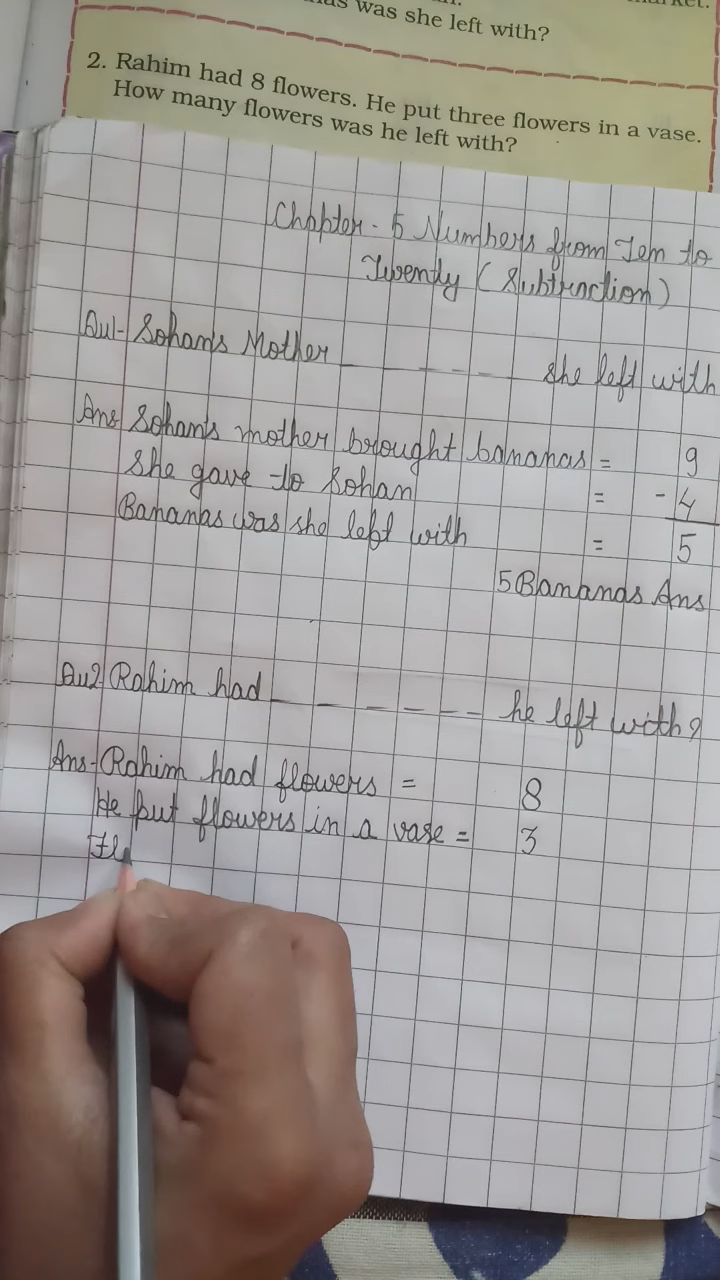 was she left with?
2. Rahim had 8 flowers. He put three flowers in a vase.
How many flowers was he left with?
Chapter - 5 Numbers from Ten to
Twenty (Subtraction)
Qu1- Sohan's Mother _ _ _ _ _ she left with
Ans Sohan's mother brought bananas = 9
She gave to Sohan = - 4
Bananas was she left with = 5
5 Bananas Ans
Qu2 Rahim had _ _ _ _ _ _ he left with?
Ans- Rahim had flowers = 8
He put flowers in a vase = 3
Fl